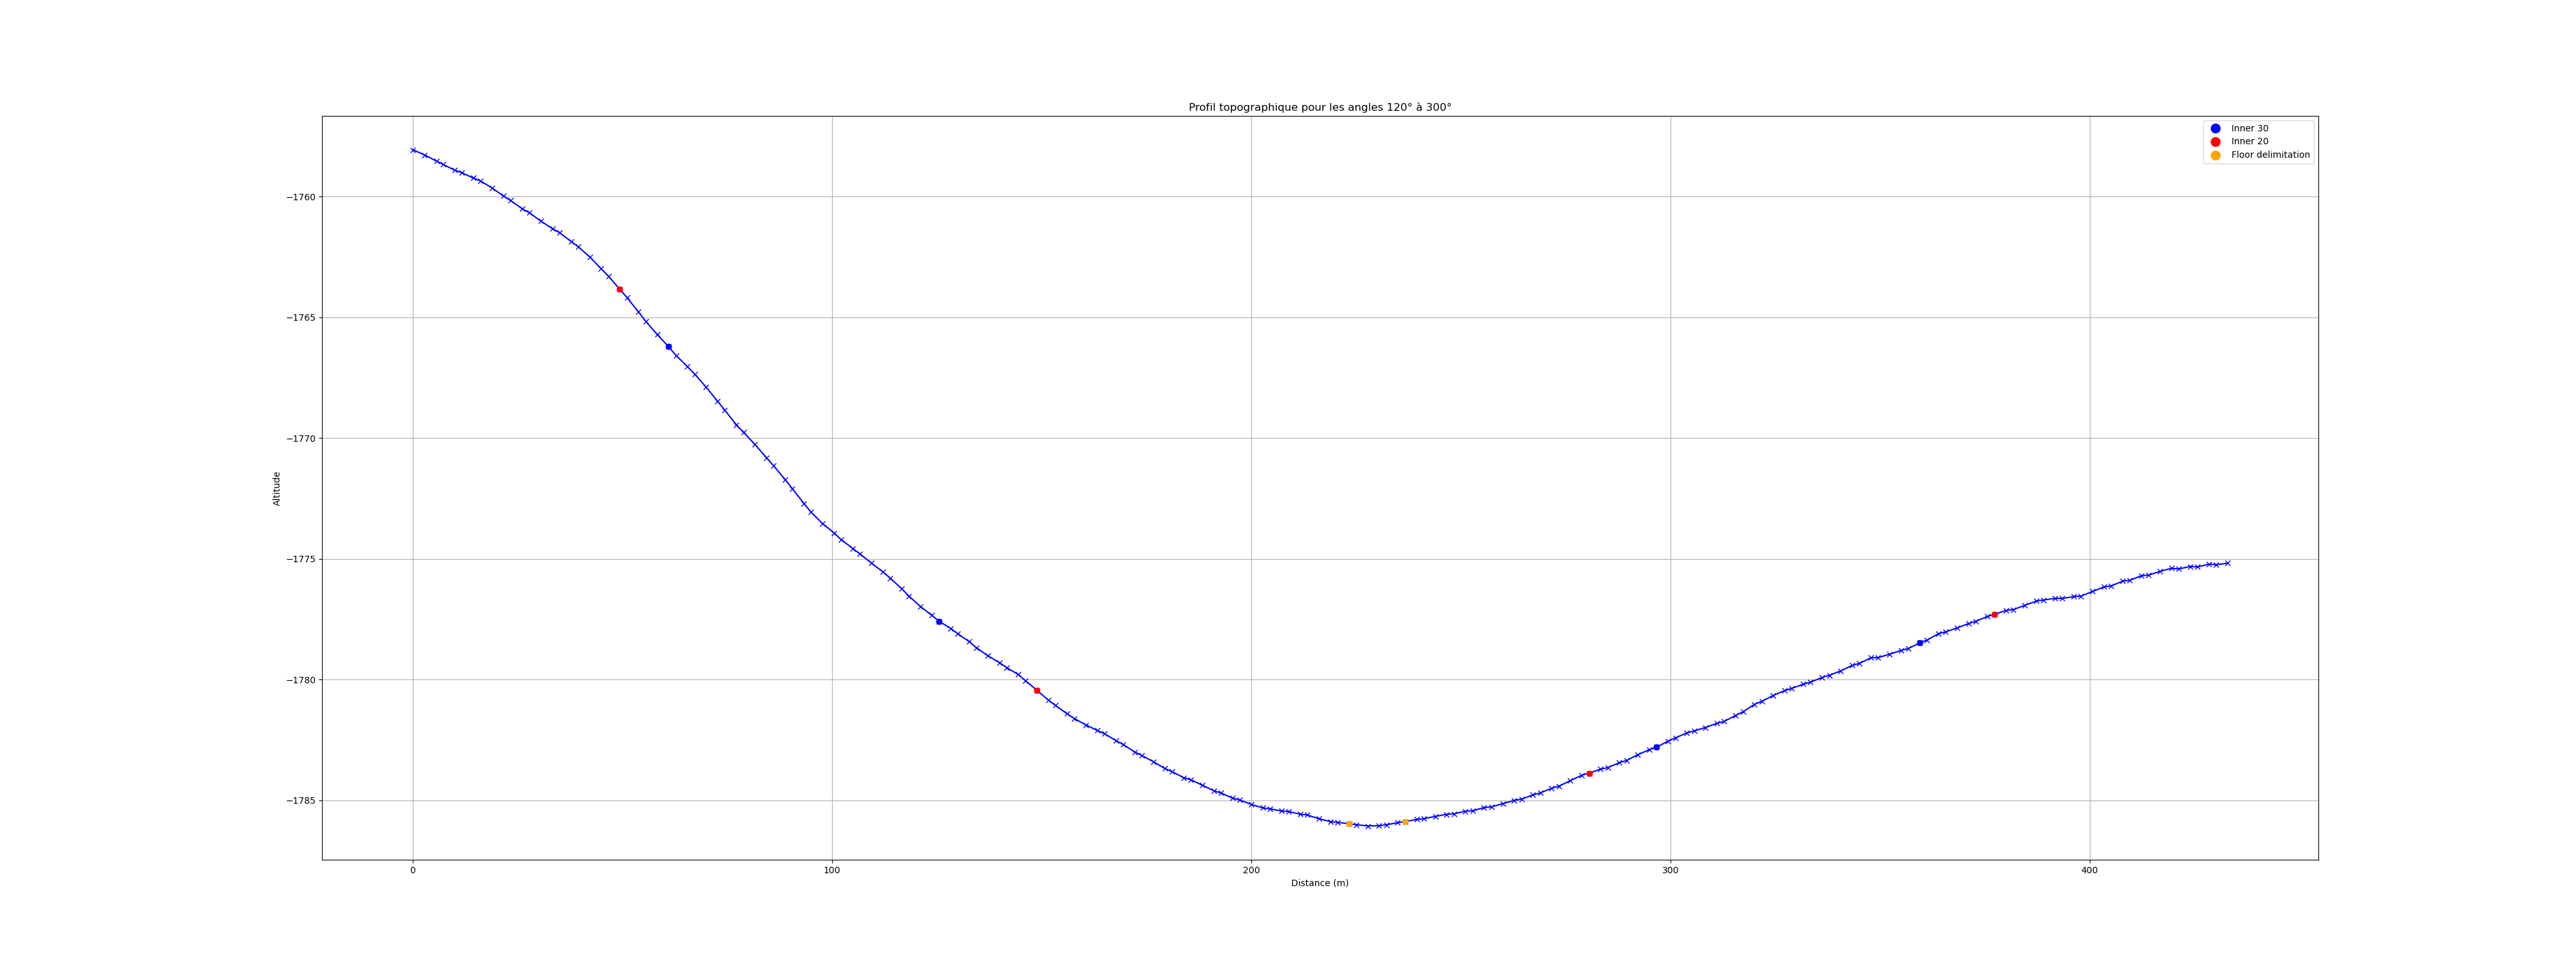 Profil topographique pour les angles 120° à 300°
Inner 30
Inner 20
Floor delimitation
−1760
−1765
−1770
−1775
−1780
−1785
Altitude
0 100 200 300 400
Distance (m)